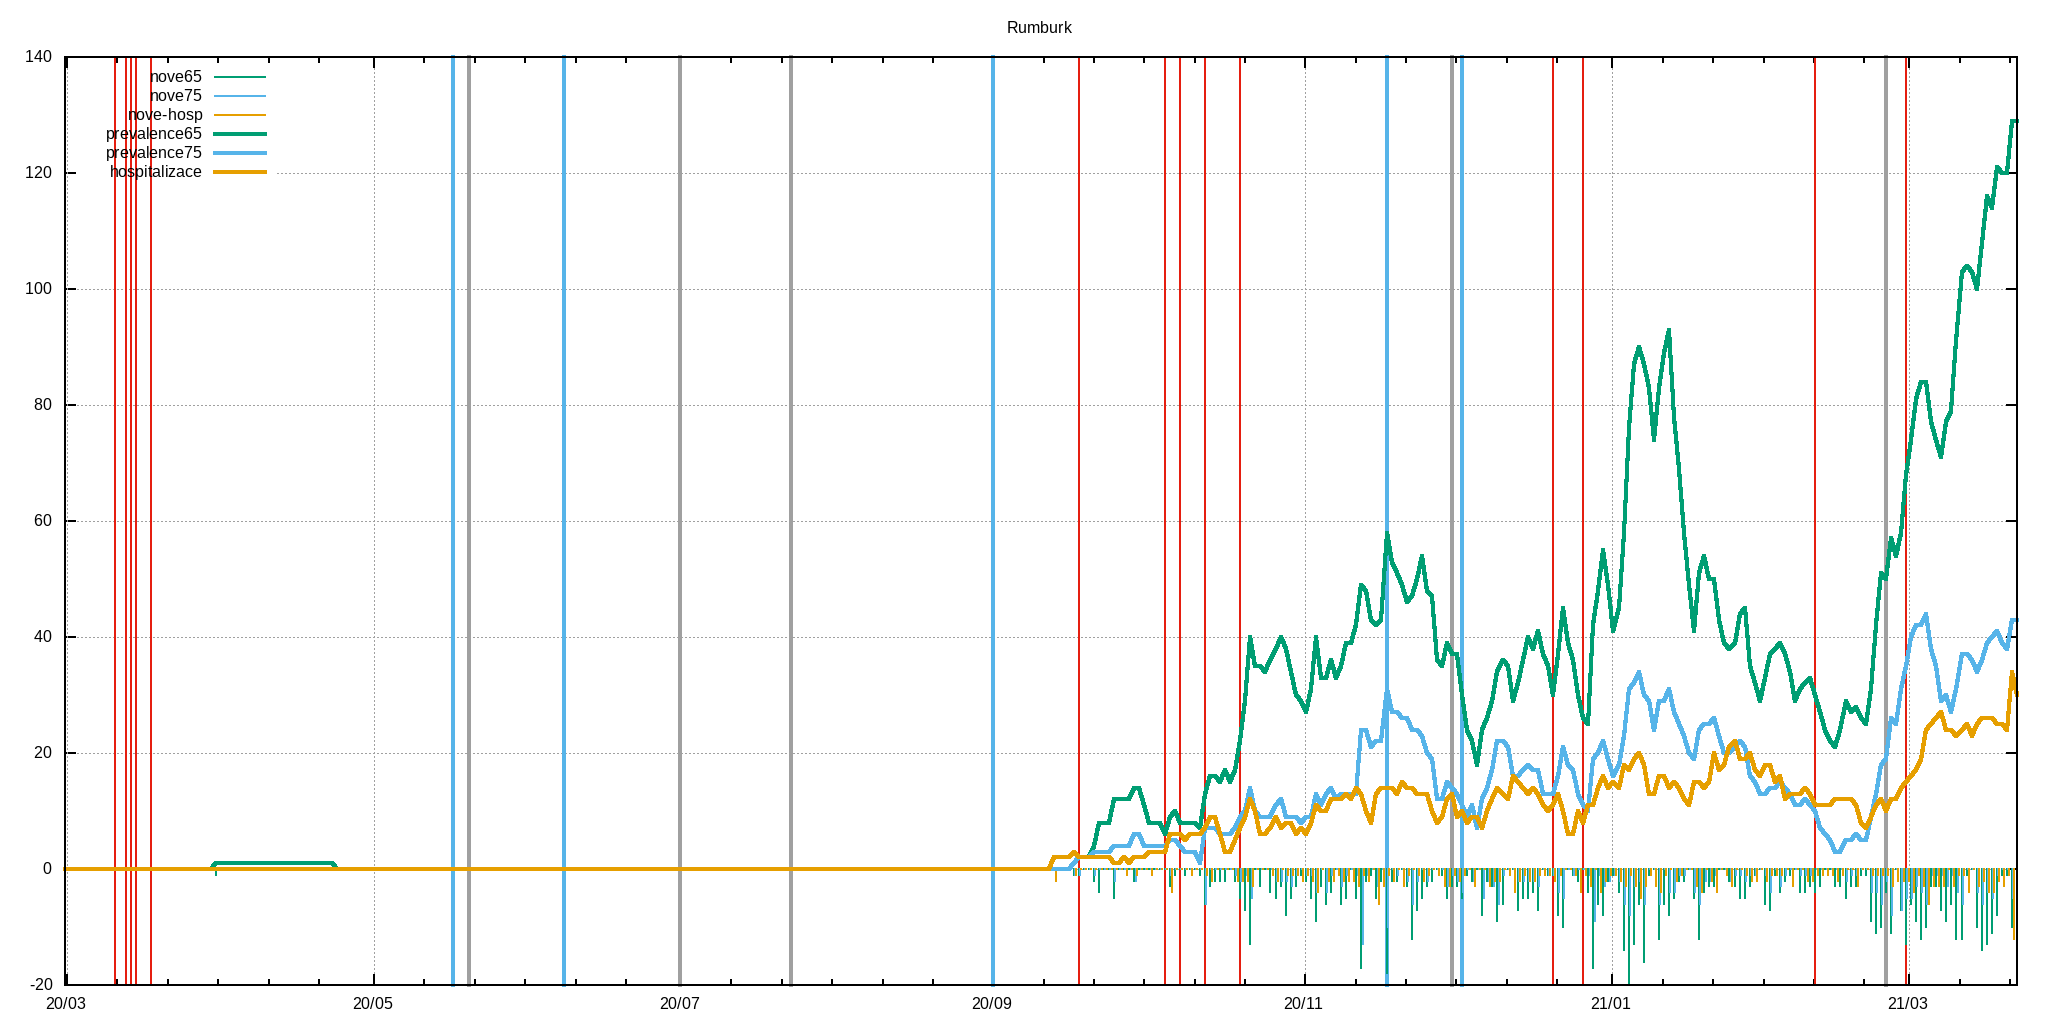 Rumburk
140
nove65
nove75
nove-hosp
prevalence65
prevalence75
hospitalizace
120
100
80
60
40
20
0
-20
20/03 20/05 20/07 20/09 20/11 21/01 21/03